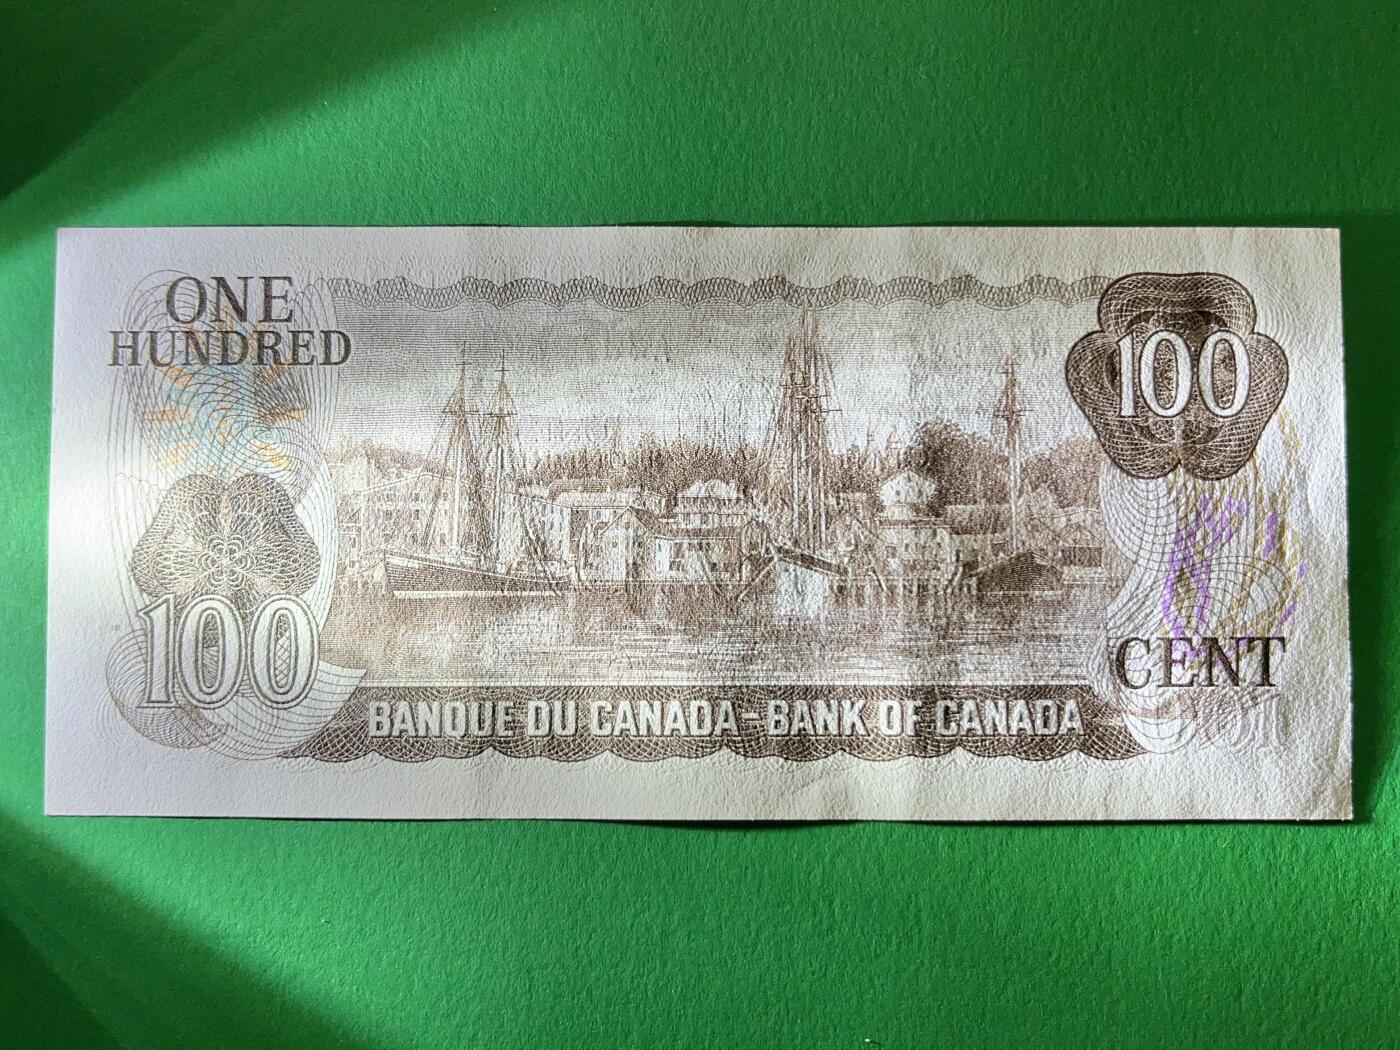 ONE
HUNDRED
100
100
CENT
BANQUE DU CANADA-BANK OF CANADA